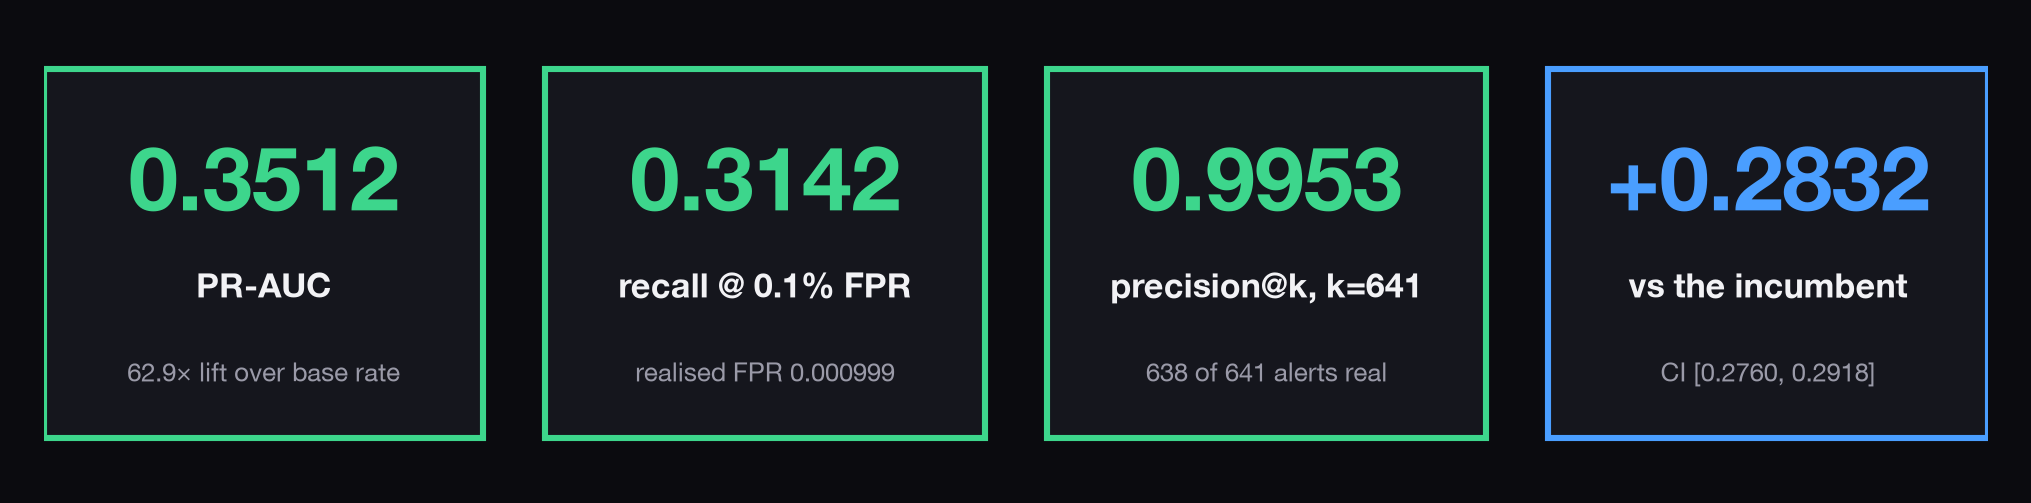 0.3512
PR-AUC
62.9× lift over base rate
0.3142
recall @ 0.1% FPR
realised FPR 0.000999
0.9953
precision@k, k=641
638 of 641 alerts real
+0.2832
vs the incumbent
CI [0.2760, 0.2918]